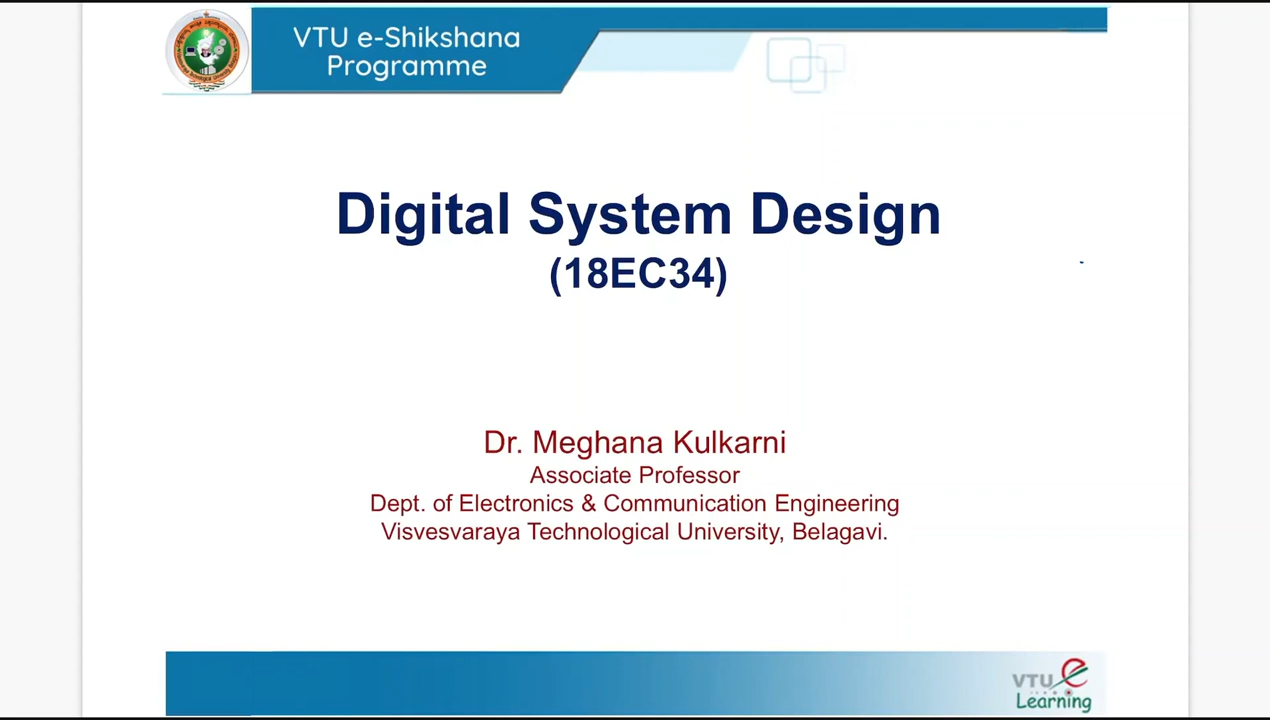 VTU e-Shikshana
Programme
Digital System Design
(18EC34)
Dr. Meghana Kulkarni
Associate Professor
Dept. of Electronics & Communication Engineering
Visvesvaraya Technological University, Belagavi.
VTU e
Learning